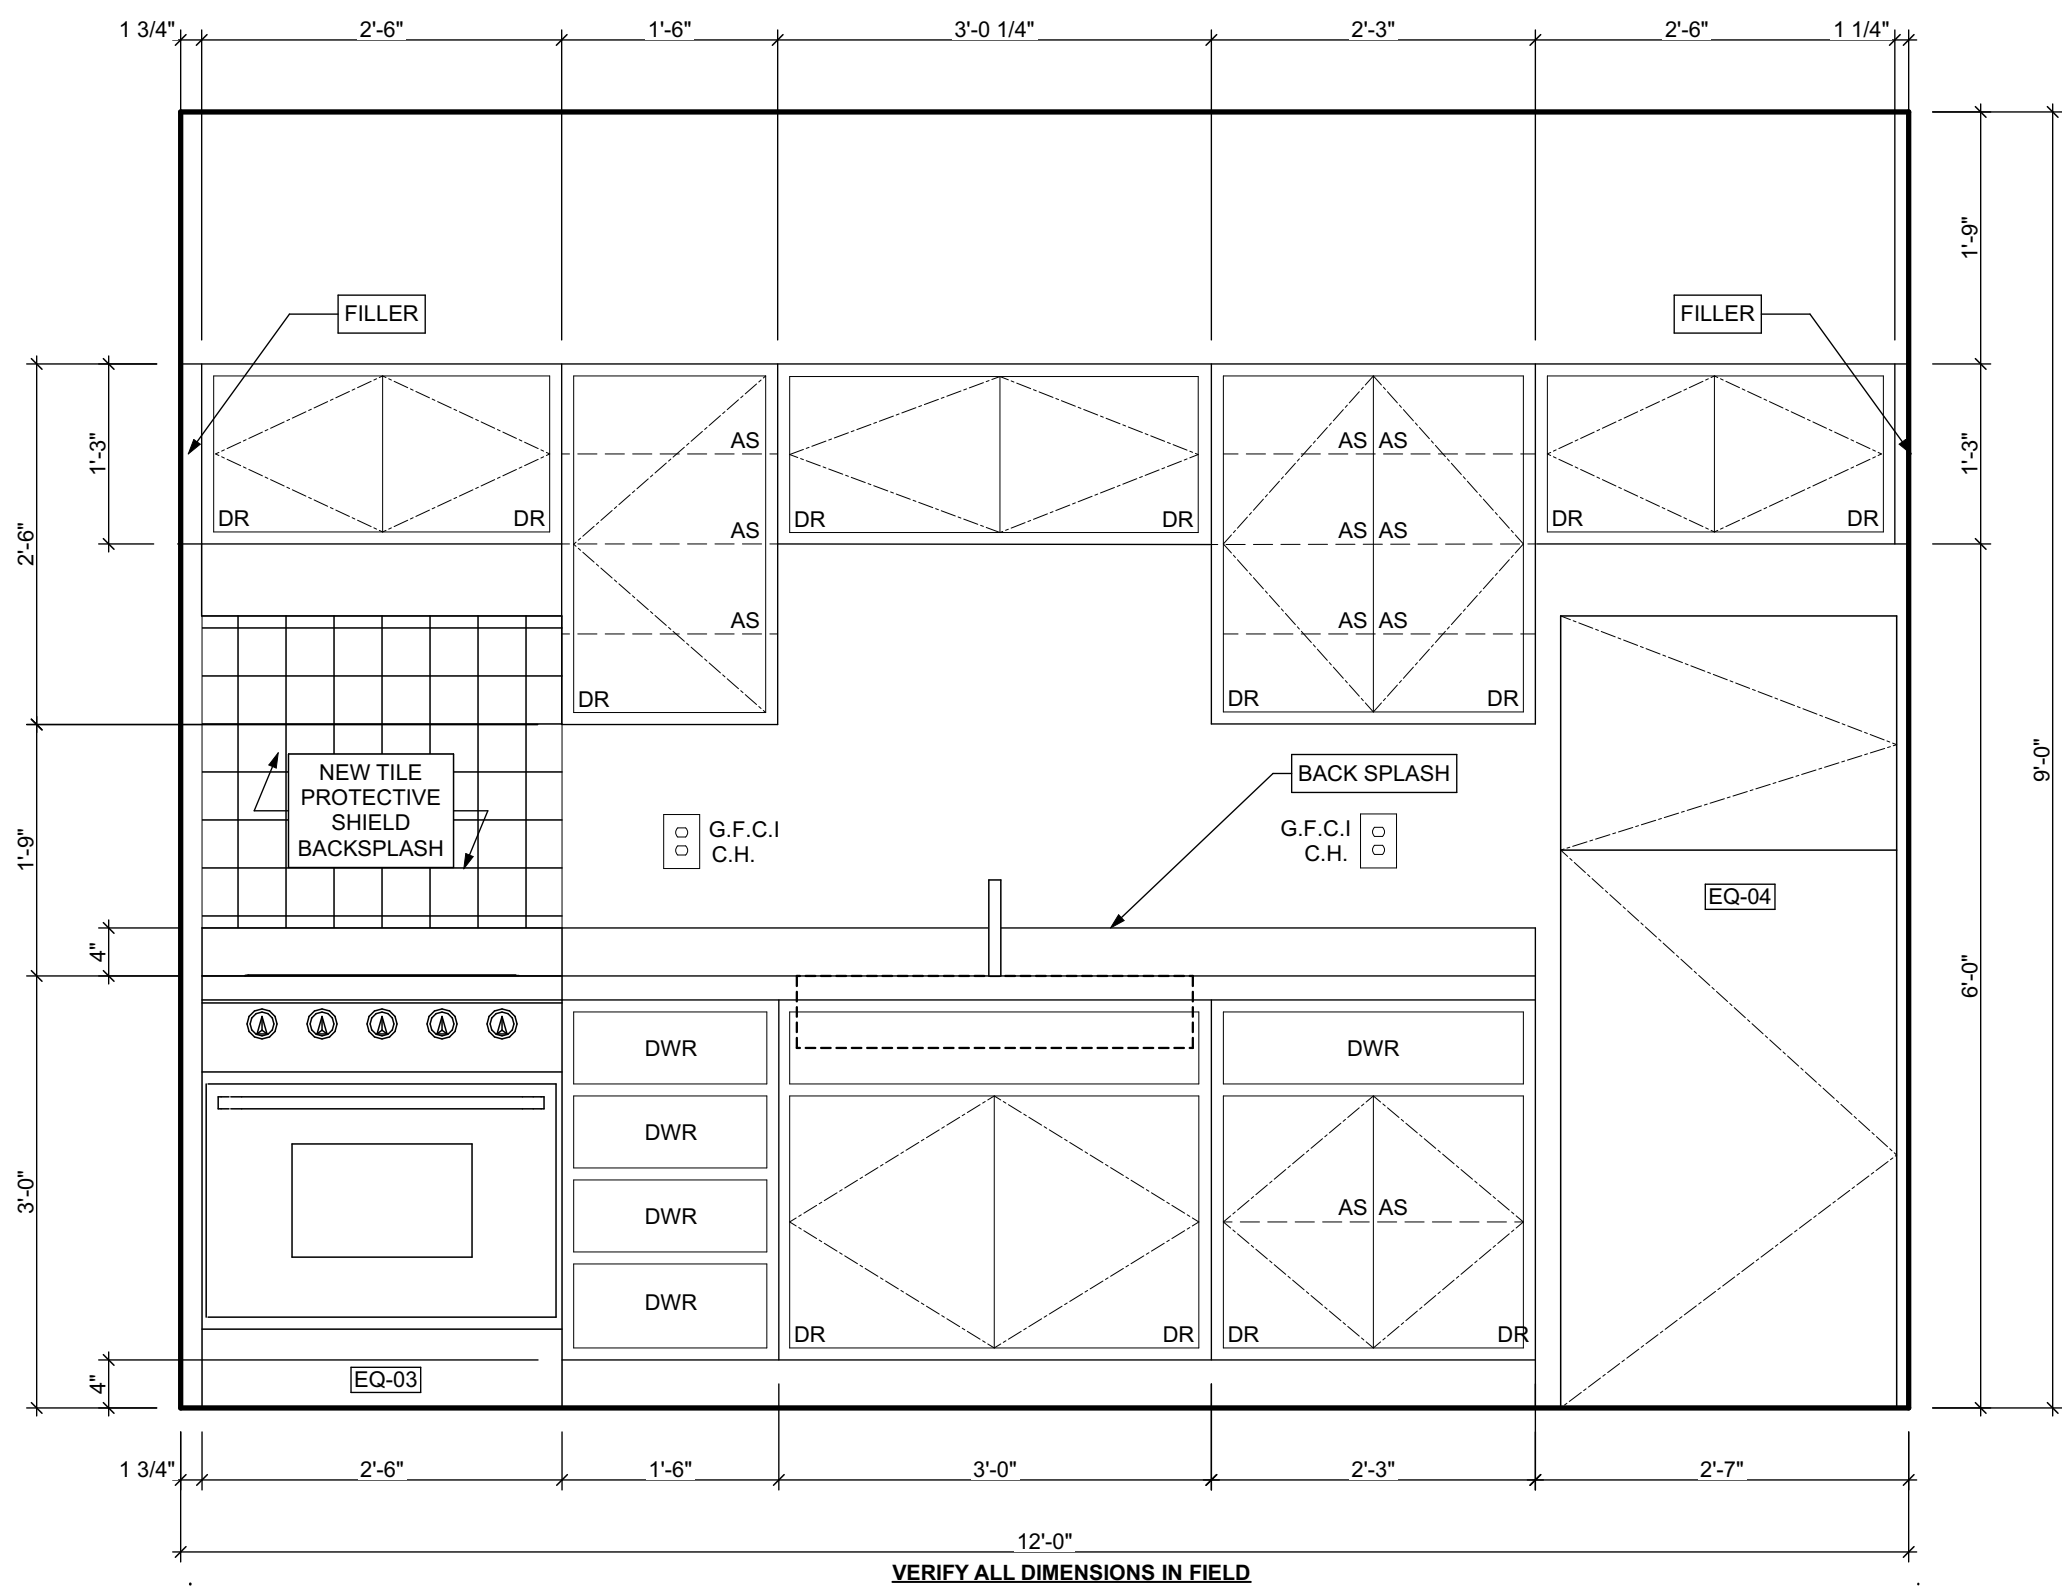 1 3/4" 2'-6" 1'-6" 3'-0 1/4" 2'-3" 2'-6" 1 1/4"
1'-9"
FILLER FILLER
1'-3" 2'-6"
AS AS AS
1'-3"
DR DR DR DR DR DR
AS AS AS
AS AS AS
DR DR DR
NEW TILE
PROTECTIVE
SHIELD
BACKSPLASH
BACK SPLASH
9'-0"
1'-9"
G.F.C.I
C.H.
G.F.C.I
C.H.
EQ-04
4"
6'-0"
DWR DWR
DWR
3'-0"
DWR AS AS
DWR
DR DR DR DR
4"
EQ-03
1 3/4" 2'-6" 1'-6" 3'-0" 2'-3" 2'-7"
12'-0"
VERIFY ALL DIMENSIONS IN FIELD